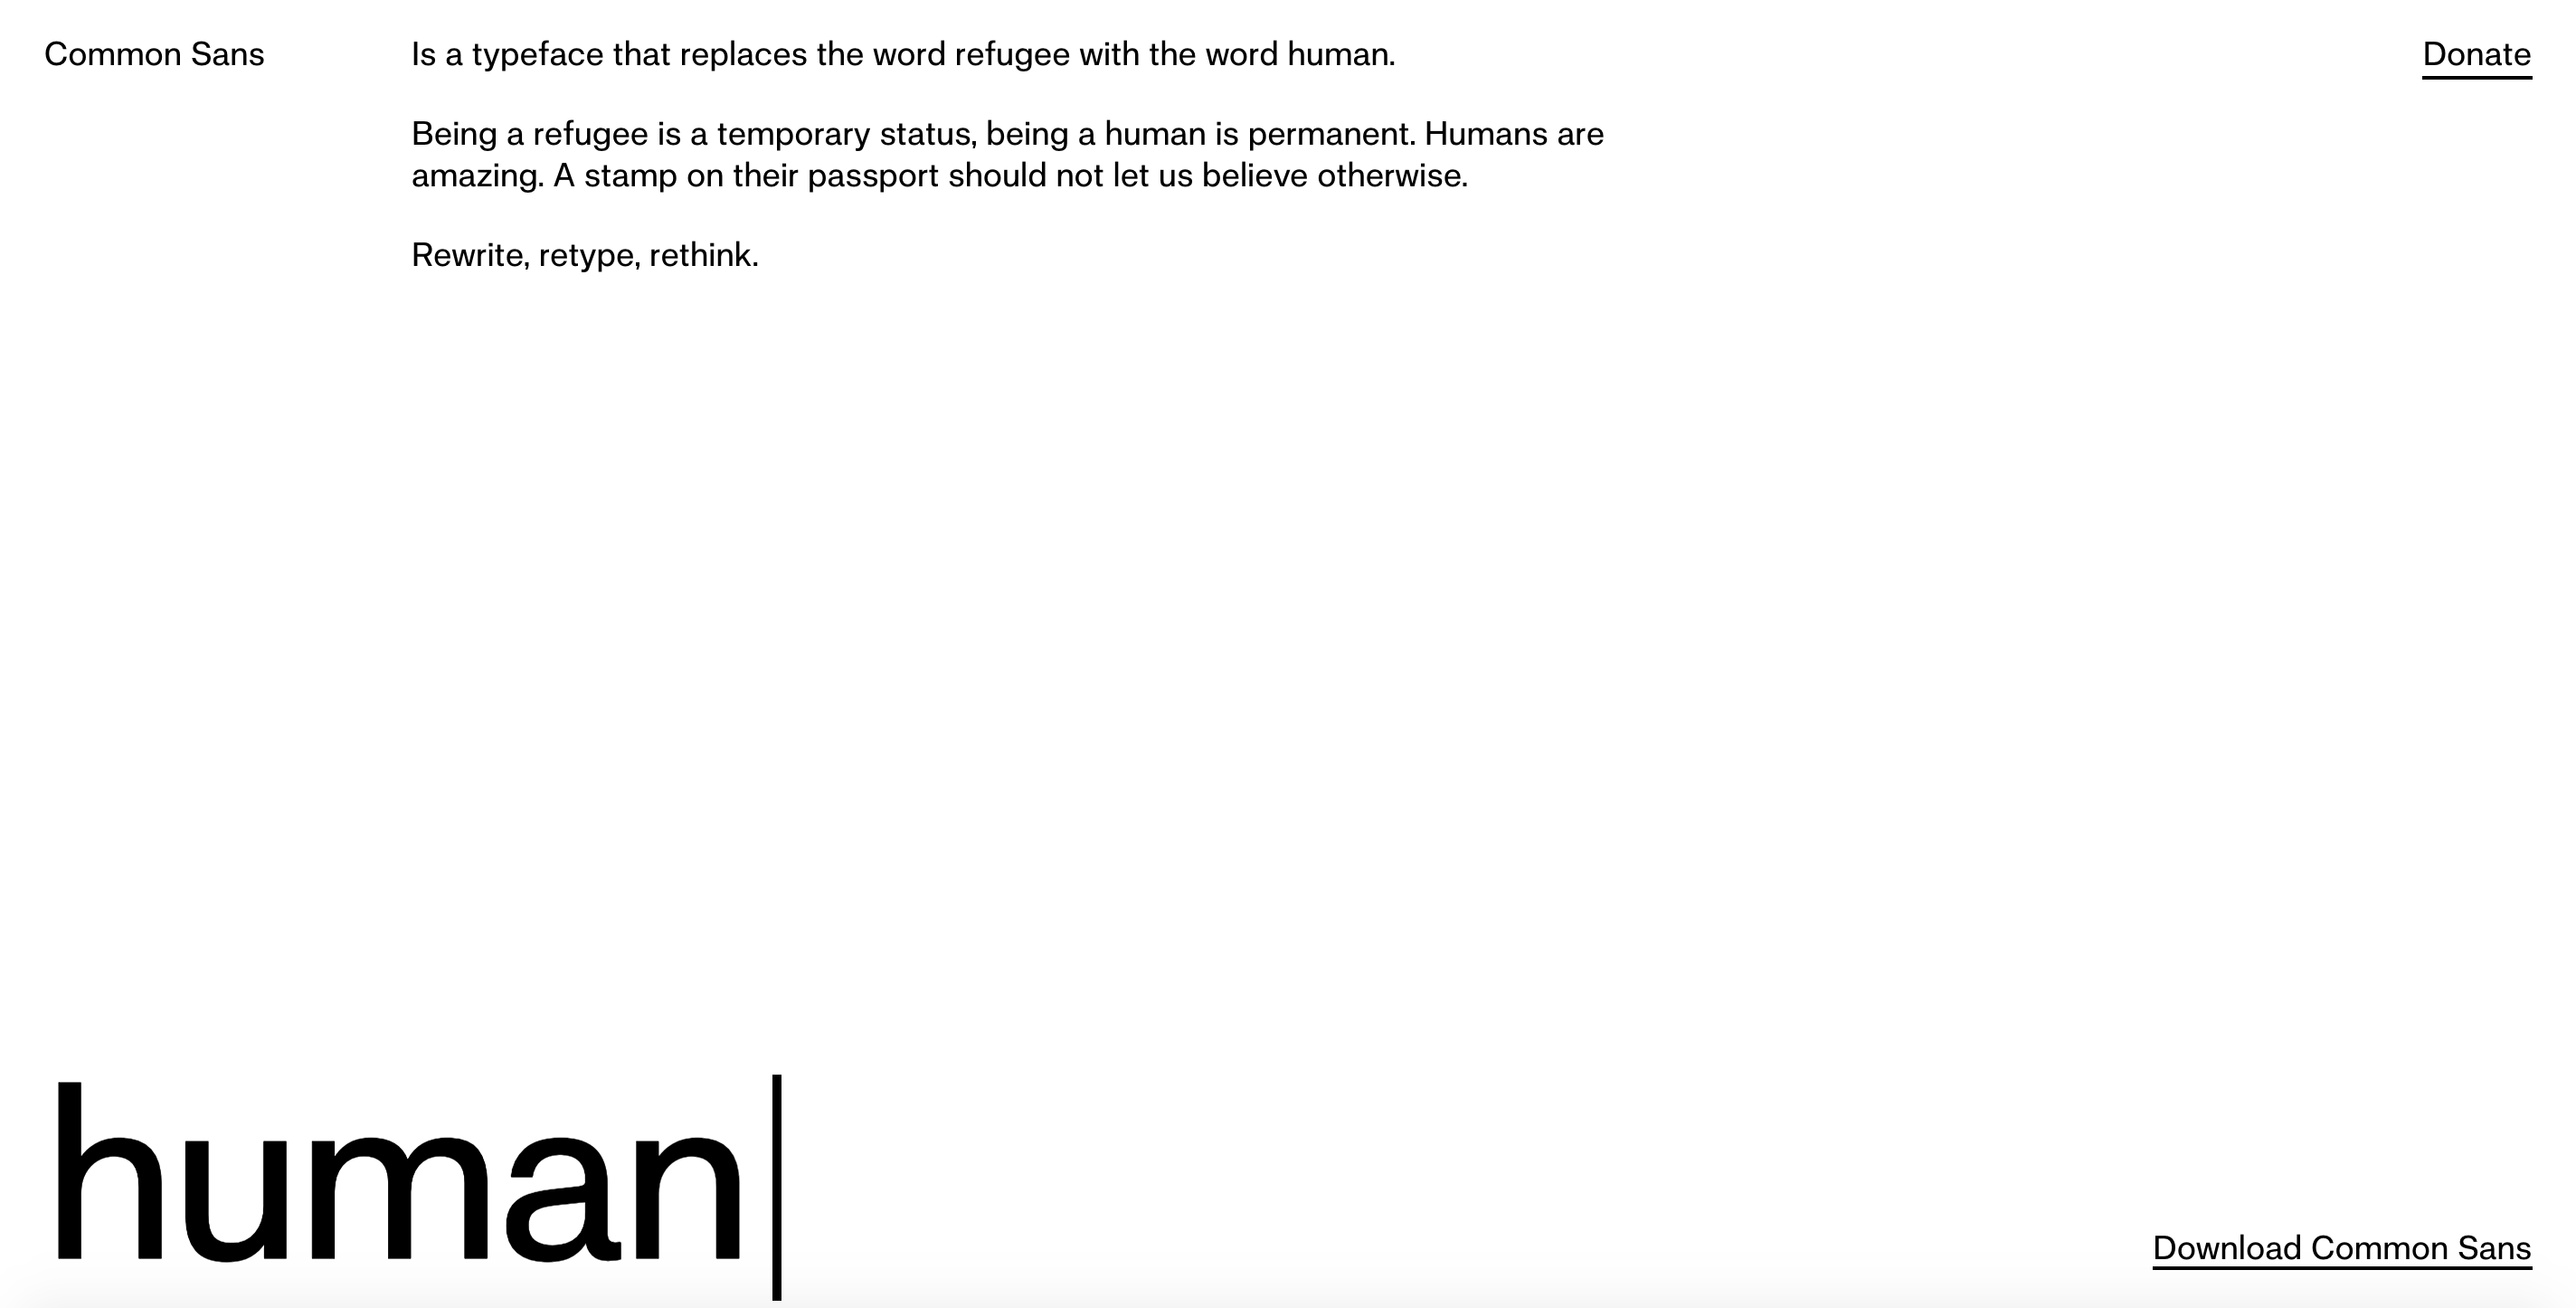 Common Sans
Is a typeface that replaces the word refugee with the word human.
Donate
Being a refugee is a temporary status, being a human is permanent. Humans are
amazing. A stamp on their passport should not let us believe otherwise.
Rewrite, retype, rethink.
human
Download Common Sans